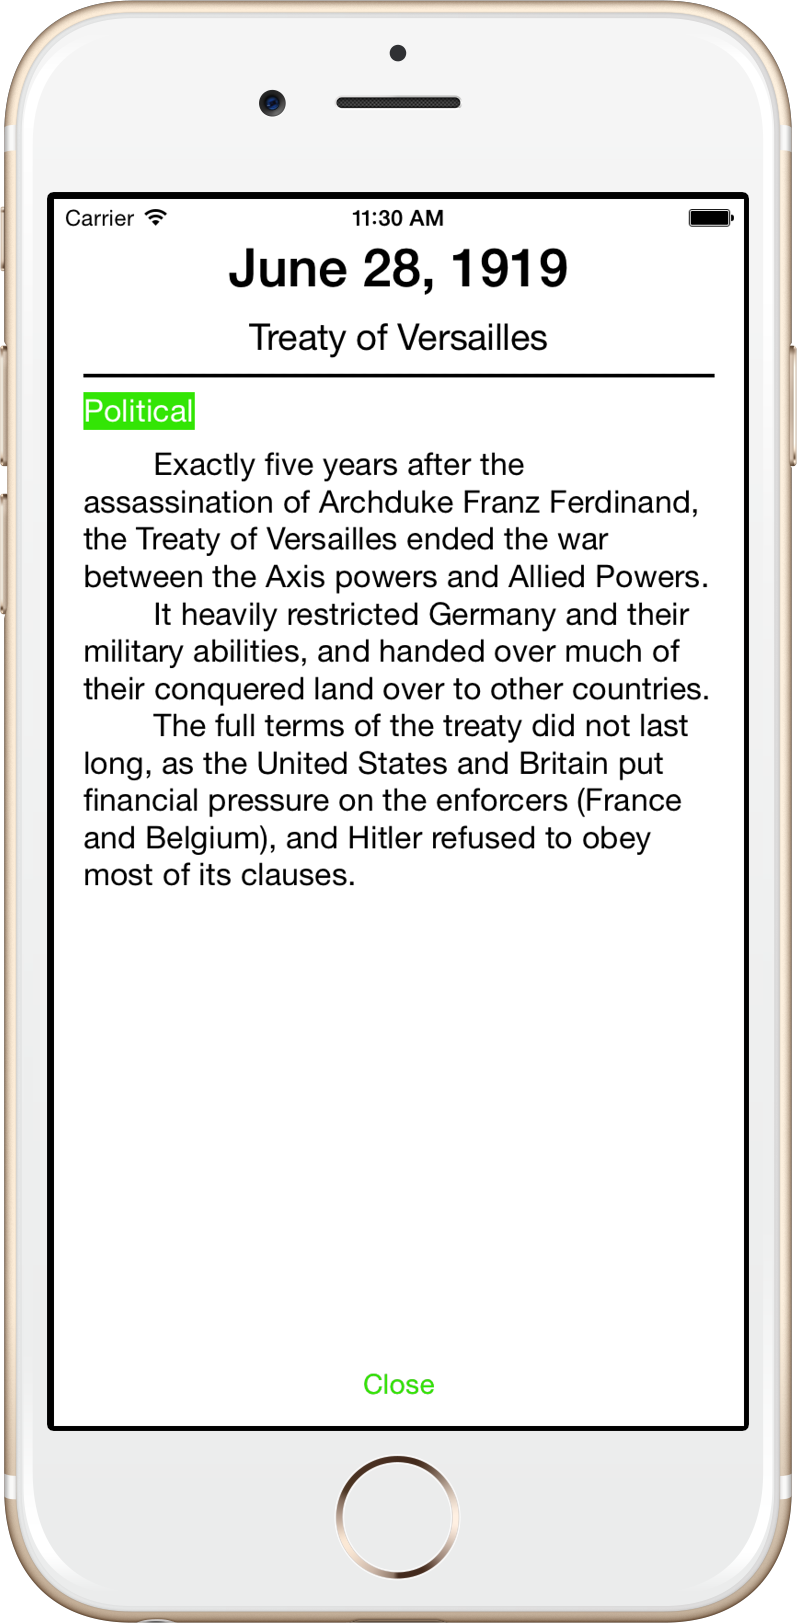 Carrier
11:30 AM
June 28, 1919
Treaty of Versailles
Political
Exactly five years after the
assassination of Archduke Franz Ferdinand,
the Treaty of Versailles ended the war
between the Axis powers and Allied Powers.
It heavily restricted Germany and their
military abilities, and handed over much of
their conquered land over to other countries.
The full terms of the treaty did not last
long, as the United States and Britain put
financial pressure on the enforcers (France
and Belgium), and Hitler refused to obey
most of its clauses.
Close